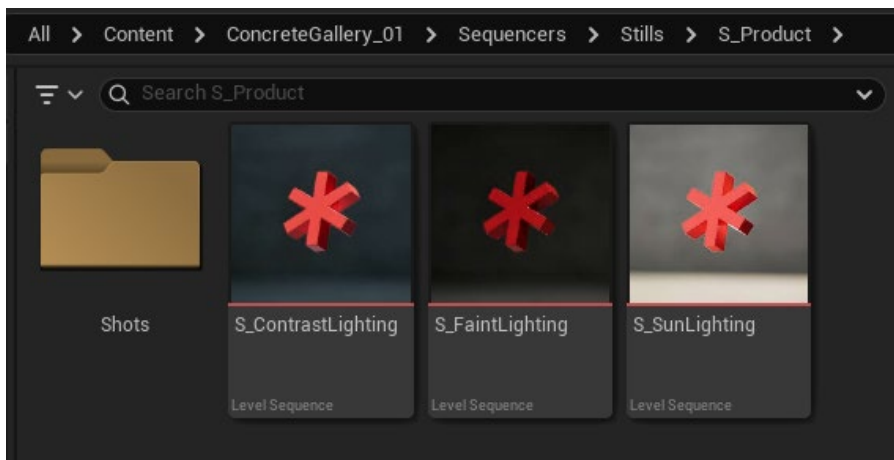 All > Content > ConcreteGallery_01 > Sequencers > Stills > S_Product >
Search S_Product
Shots
S_ContrastLighting
S_FaintLighting
S_SunLighting
Level Sequence
Level Sequence
Level Sequence